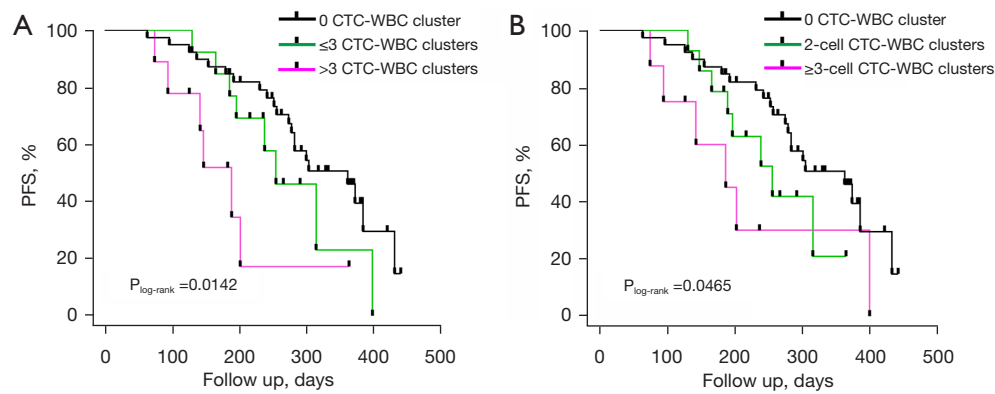 A
0 CTC-WBC cluster
≤3 CTC-WBC clusters
>3 CTC-WBC clusters
100
80
60
40
20
0
PFS, %
P log-rank =0.0142
0 100 200 300 400 500
Follow up, days
B
0 CTC-WBC cluster
2-cell CTC-WBC clusters
≥3-cell CTC-WBC clusters
100
80
60
40
20
0
PFS, %
P log-rank =0.0465
0 100 200 300 400 500
Follow up, days